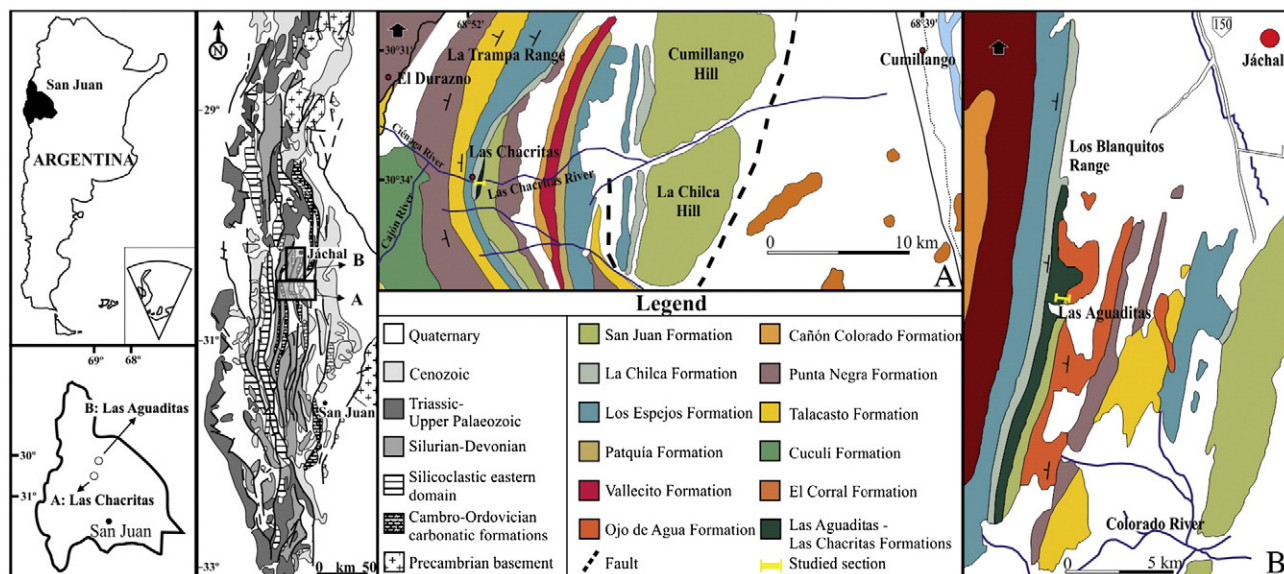 San Juan
ARGENTINA
69° 68°
B: Las Aguaditas
30°
31°
A: Las Chacritas
San Juan
N
29°
Jáchal
B
A
31°
San Juan
33°
0 km 50
68°52'
68°39'
30°31'
La Trampa Range
El Durazno
Cumillango
Hill
Cumillango
Ciénaga River
Las Chacritas
Las Chacritas River
30°34'
Cajón River
La Chilca
Hill
0 10 km
A
150
Jáchal
Los Blanquitos
Range
Las Aguaditas
Colorado River
0 5 km
B
Legend
Quaternary
Cenozoic
Triassic-
Upper Palaeozoic
Silurian-Devonian
Silicoclastic eastern
domain
Cambro-Ordovician
carbonatic formations
Precambrian basement
San Juan Formation
La Chilca Formation
Los Espejos Formation
Patquía Formation
Vallecito Formation
Ojo de Agua Formation
Fault
Cañón Colorado Formation
Punta Negra Formation
Talacasto Formation
Cuculí Formation
El Corral Formation
Las Aguaditas -
Las Chacritas Formations
Studied section